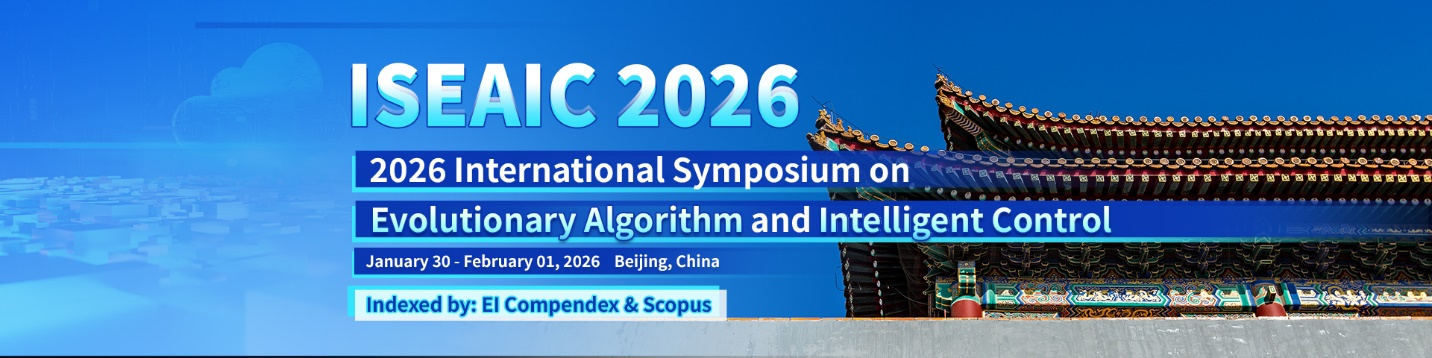 ISEAIC 2026
2026 International Symposium on
Evolutionary Algorithm and Intelligent Control
January 30 - February 01, 2026 Beijing, China
Indexed by: EI Compendex & Scopus